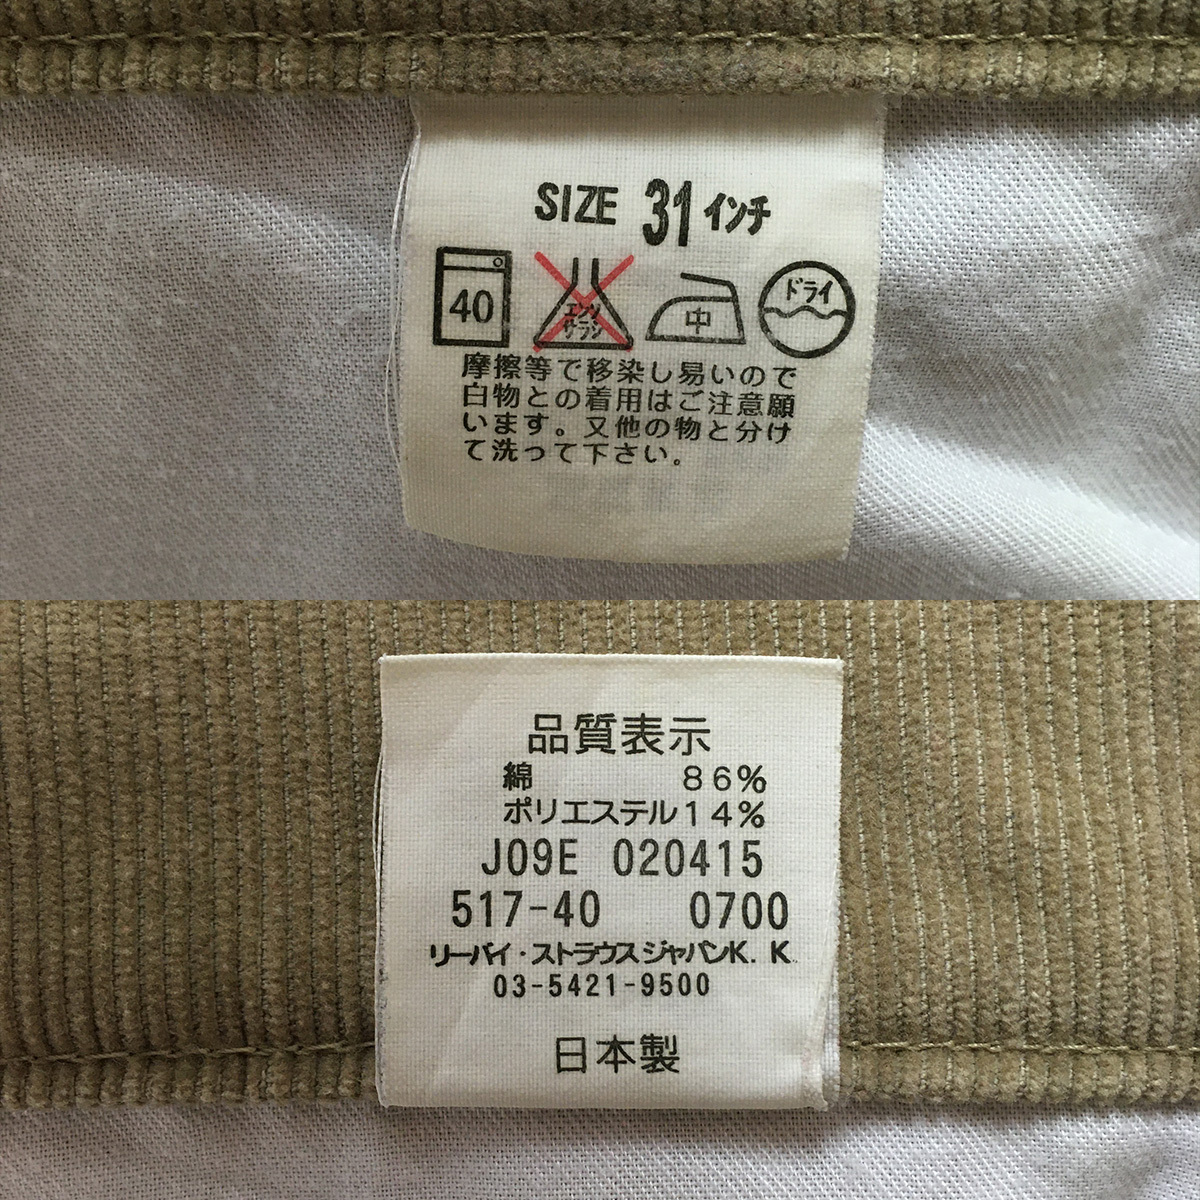 SIZE 31インチ
40 エンソサラシ 中 ドライ
摩擦等で移染し易いので
白物との着用はご注意願
います。又他の物と分け
て洗って下さい。
品質表示
綿 86%
ポリエステル14%
J09E 020415
517-40 0700
リーバイ・ストラウスジャパンK.K.
03-5421-9500
日本製